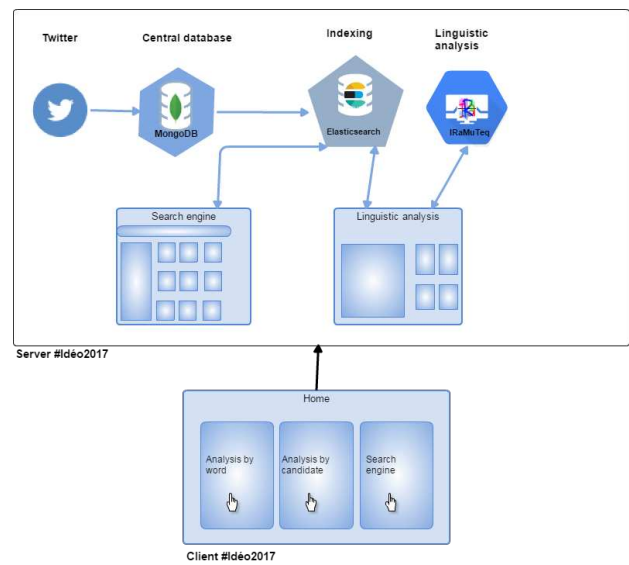 Twitter
Central database
Indexing
Linguistic
analysis
MongoDB
Elasticsearch
IRaMuTeq
Search engine
Linguistic analysis
Server #Idéo2017
Home
Analysis by
word
Analysis by
candidate
Search
engine
Client #Idéo2017